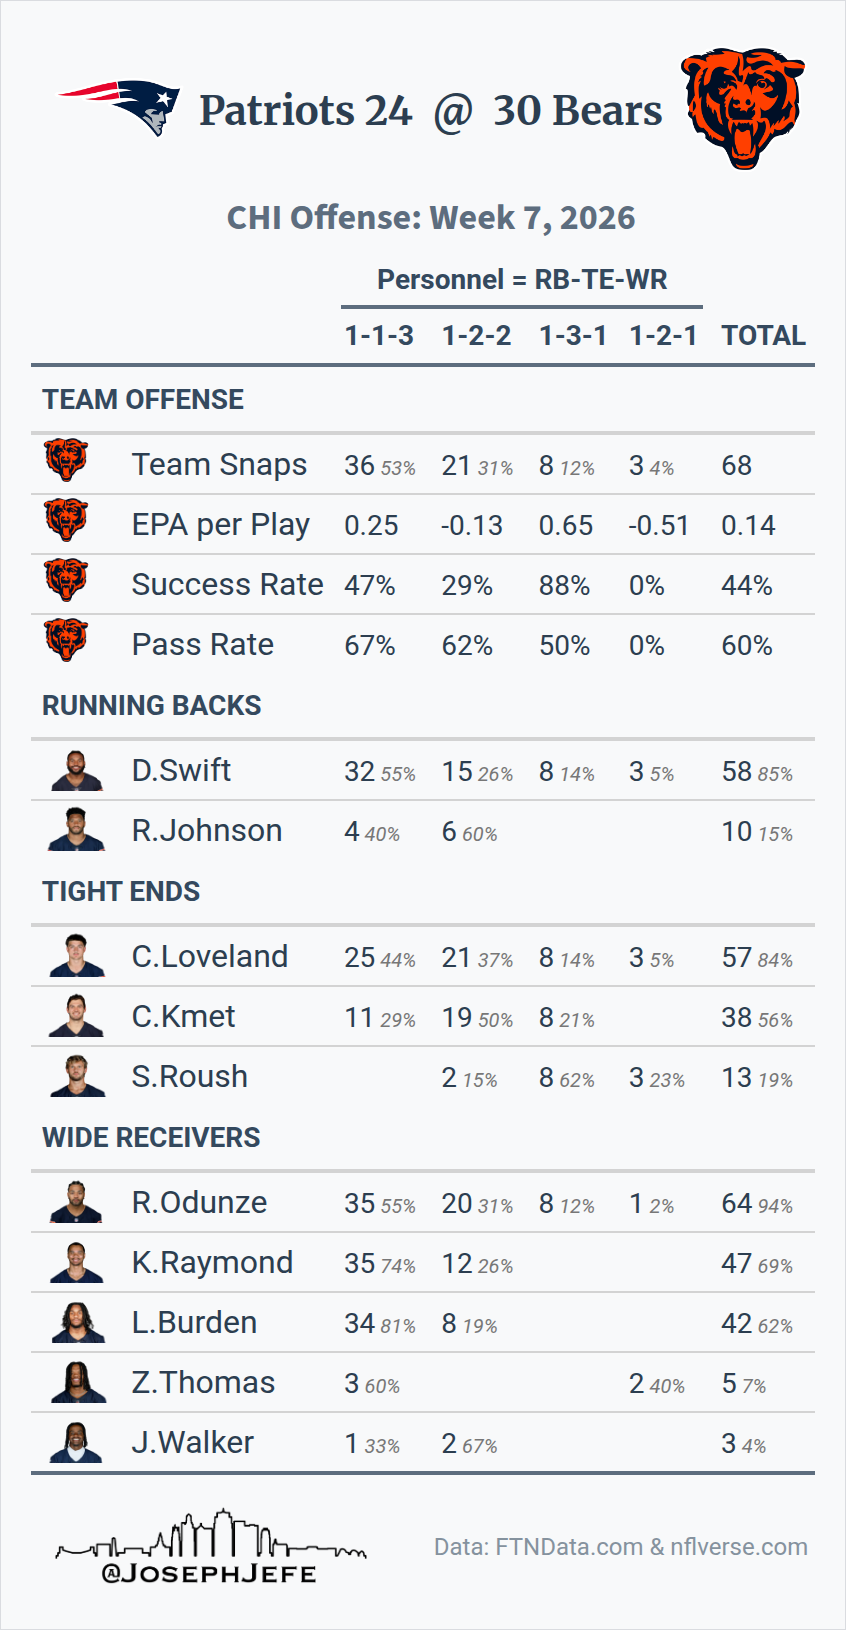 Patriots 24 @ 30 Bears
CHI Offense: Week 7, 2026
Personnel = RB-TE-WR
1-1-3 1-2-2 1-3-1 1-2-1 TOTAL
TEAM OFFENSE
Team Snaps 36 53% 21 31% 8 12% 3 4% 68
EPA per Play 0.25 -0.13 0.65 -0.51 0.14
Success Rate 47% 29% 88% 0% 44%
Pass Rate 67% 62% 50% 0% 60%
RUNNING BACKS
D.Swift 32 55% 15 26% 8 14% 3 5% 58 85%
R.Johnson 4 40% 6 60% 10 15%
TIGHT ENDS
C.Loveland 25 44% 21 37% 8 14% 3 5% 57 84%
C.Kmet 11 29% 19 50% 8 21% 38 56%
S.Roush 2 15% 8 62% 3 23% 13 19%
WIDE RECEIVERS
R.Odunze 35 55% 20 31% 8 12% 1 2% 64 94%
K.Raymond 35 74% 12 26% 47 69%
L.Burden 34 81% 8 19% 42 62%
Z.Thomas 3 60% 2 40% 5 7%
J.Walker 1 33% 2 67% 3 4%
@JosephJefe
Data: FTNData.com & nflverse.com